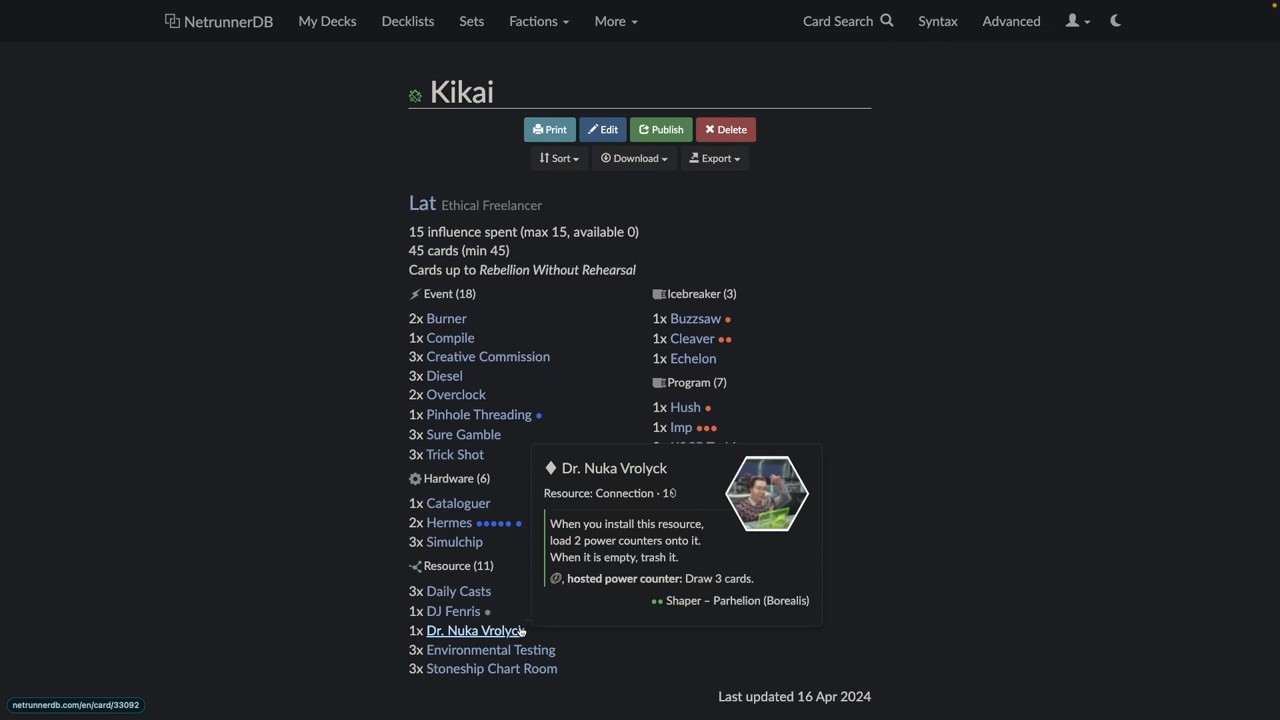 NetrunnerDB My Decks Decklists Sets Factions More Card Search Syntax Advanced
Kikai
Print Edit Publish Delete
Sort Download Export
Lat Ethical Freelancer
15 influence spent (max 15, available 0)
45 cards (min 45)
Cards up to Rebellion Without Rehearsal
Event (18)
2x Burner
1x Compile
3x Creative Commission
3x Diesel
2x Overclock
1x Pinhole Threading
3x Sure Gamble
3x Trick Shot
Hardware (6)
1x Cataloguer
2x Hermes
3x Simulchip
Resource (11)
3x Daily Casts
1x DJ Fenris
1x Dr. Nuka Vrolyck
3x Environmental Testing
3x Stoneship Chart Room
Icebreaker (3)
1x Buzzsaw
1x Cleaver
1x Echelon
Program (7)
1x Hush
1x Imp
Dr. Nuka Vrolyck
Resource: Connection · 1
When you install this resource,
load 2 power counters onto it.
When it is empty, trash it.
, hosted power counter: Draw 3 cards.
Shaper – Parhelion (Borealis)
Last updated 16 Apr 2024
netrunnerdb.com/en/card/33092